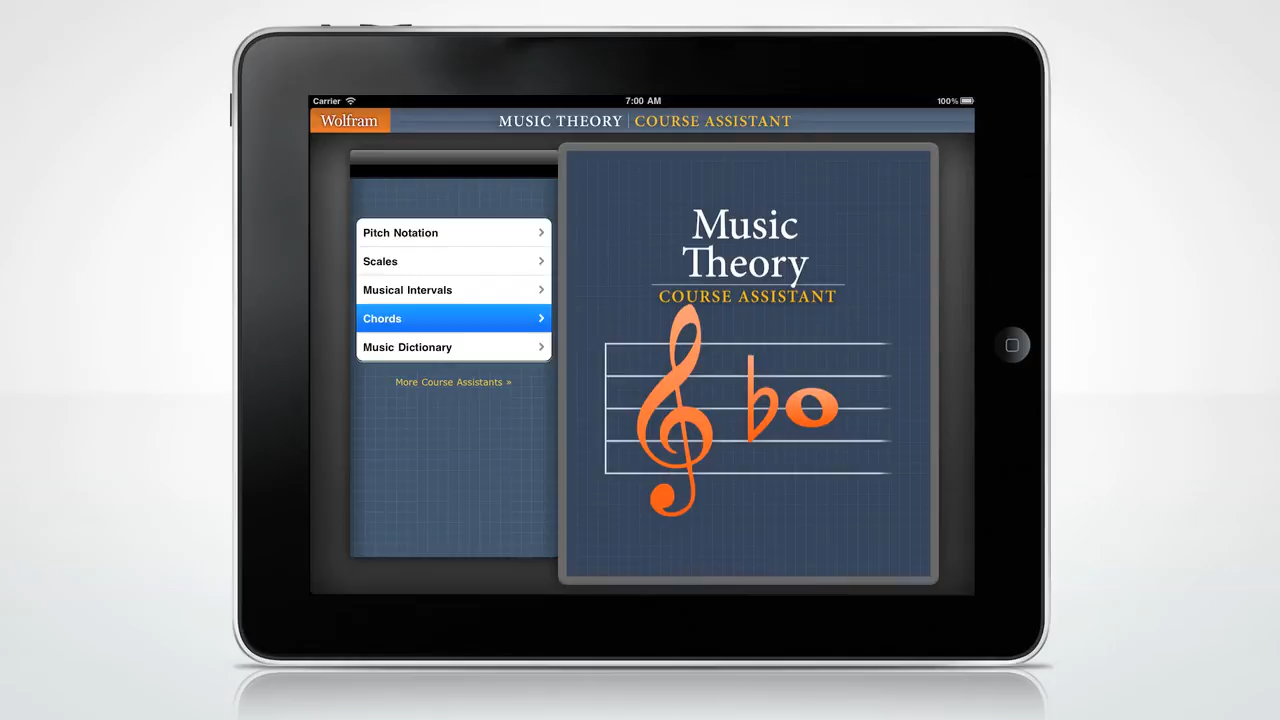 Carrier
7:00 AM
100%
Wolfram
MUSIC THEORY | COURSE ASSISTANT
Pitch Notation
Scales
Musical Intervals
Chords
Music Dictionary
More Course Assistants »
Music
Theory
COURSE ASSISTANT